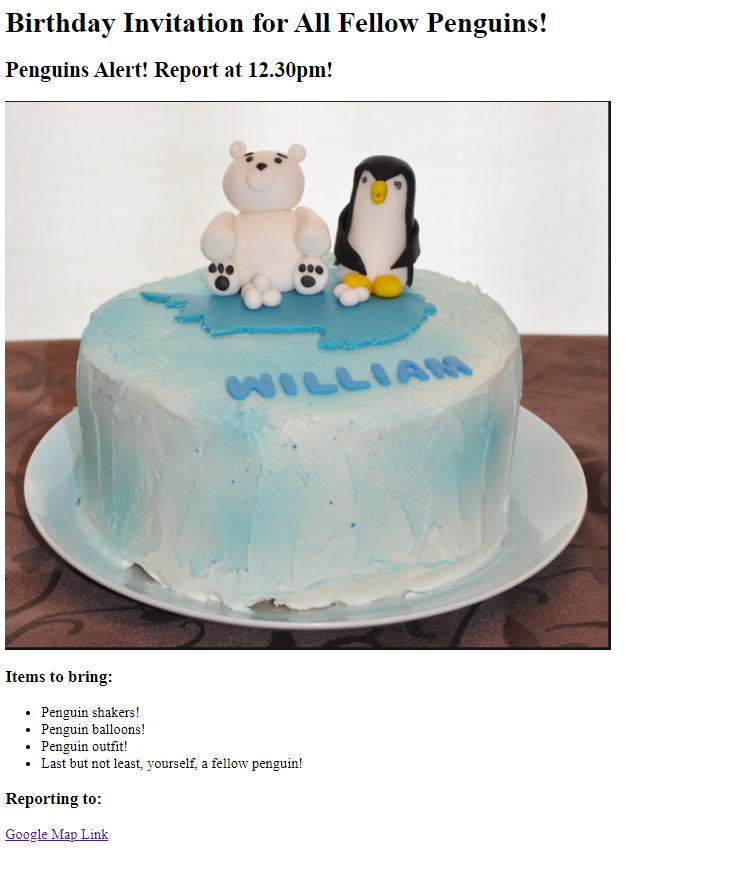 Birthday Invitation for All Fellow Penguins!
Penguins Alert! Report at 12.30pm!
WILLIAM
Items to bring:
Penguin shakers!
Penguin balloons!
Penguin outfit!
Last but not least, yourself, a fellow penguin!
Reporting to:
Google Map Link